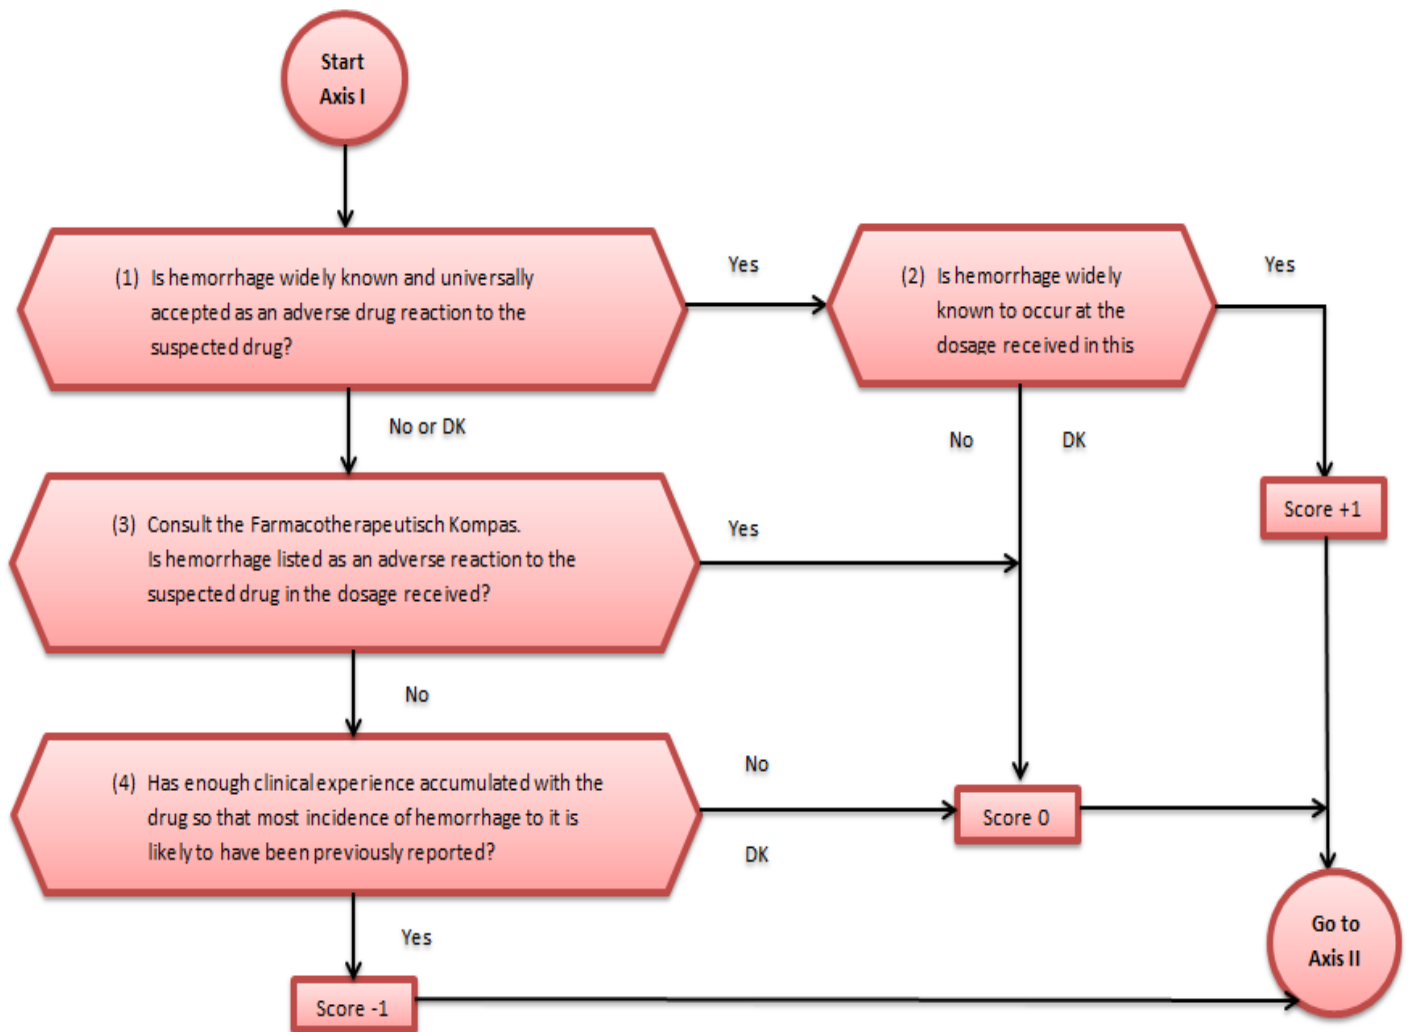 Start
Axis I
(1) Is hemorrhage widely known and universally
accepted as an adverse drug reaction to the
suspected drug?
Yes
(2) Is hemorrhage widely
known to occur at the
dosage received in this
Yes
No or DK
No
DK
Score +1
(3) Consult the Farmacotherapeutisch Kompas.
Is hemorrhage listed as an adverse reaction to the
suspected drug in the dosage received?
Yes
No
(4) Has enough clinical experience accumulated with the
drug so that most incidence of hemorrhage to it is
likely to have been previously reported?
No
DK
Score 0
Yes
Score -1
Go to
Axis II